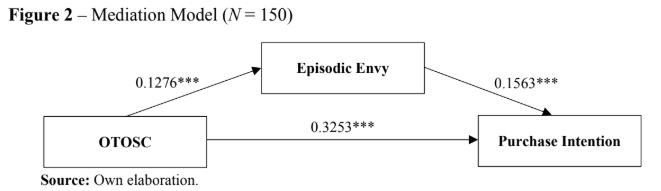 Figure 2 – Mediation Model (N = 150)
Episodic Envy
0.1276***
0.1563***
0.3253***
OTOSC
Purchase Intention
Source: Own elaboration.